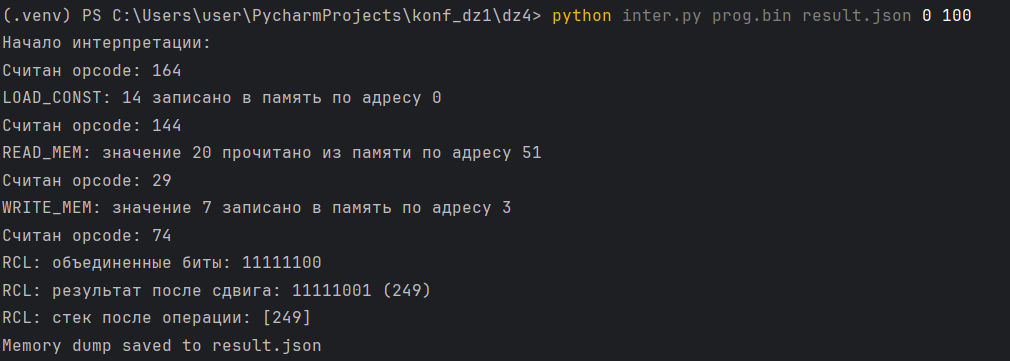 (.venv) PS C:\Users\user\PycharmProjects\konf_dz1\dz4> python inter.py prog.bin result.json 0 100
Начало интерпретации:
Считан opcode: 164
LOAD_CONST: 14 записано в память по адресу 0
Считан opcode: 144
READ_MEM: значение 20 прочитано из памяти по адресу 51
Считан opcode: 29
WRITE_MEM: значение 7 записано в память по адресу 3
Считан opcode: 74
RCL: объединенные биты: 11111100
RCL: результат после сдвига: 11111001 (249)
RCL: стек после операции: [249]
Memory dump saved to result.json